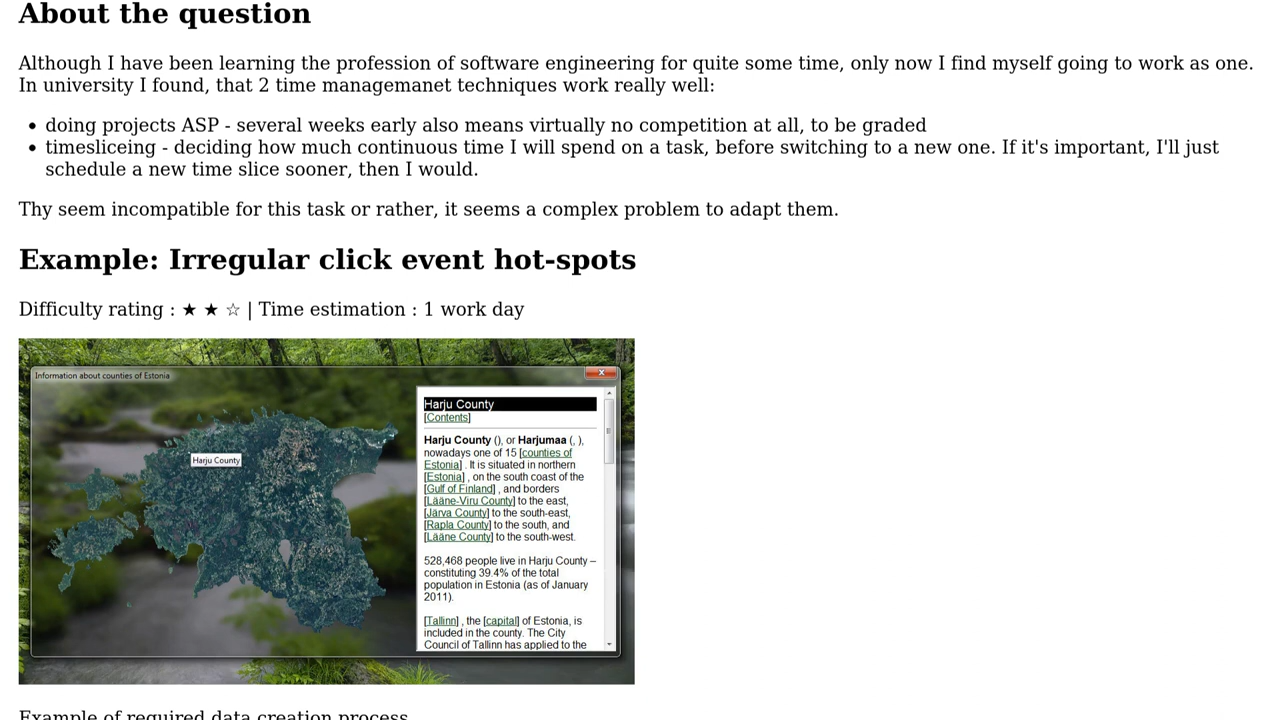 About the question
Although I have been learning the profession of software engineering for quite some time, only now I find myself going to work as one.
In university I found, that 2 time managemanet techniques work really well:
• doing projects ASP - several weeks early also means virtually no competition at all, to be graded
• timesliceing - deciding how much continuous time I will spend on a task, before switching to a new one. If it's important, I'll just
schedule a new time slice sooner, then I would.
Thy seem incompatible for this task or rather, it seems a complex problem to adapt them.
Example: Irregular click event hot-spots
Difficulty rating : ★ ★ ☆ | Time estimation : 1 work day
Information about counties of Estonia
x
Harju County
Harju County
[Contents]
Harju County (), or Harjumaa (, ),
nowadays one of 15 [counties of
Estonia] . It is situated in northern
[Estonia] , on the south coast of the
[Gulf of Finland] , and borders
[Lääne-Viru County] to the east,
[Järva County] to the south-east,
[Rapla County] to the south, and
[Lääne County] to the south-west.
528,468 people live in Harju County –
constituting 39.4% of the total
population in Estonia (as of January
2011).
[Tallinn] , the [capital] of Estonia, is
included in the county. The City
Council of Tallinn has applied to the
Example of required data creation process